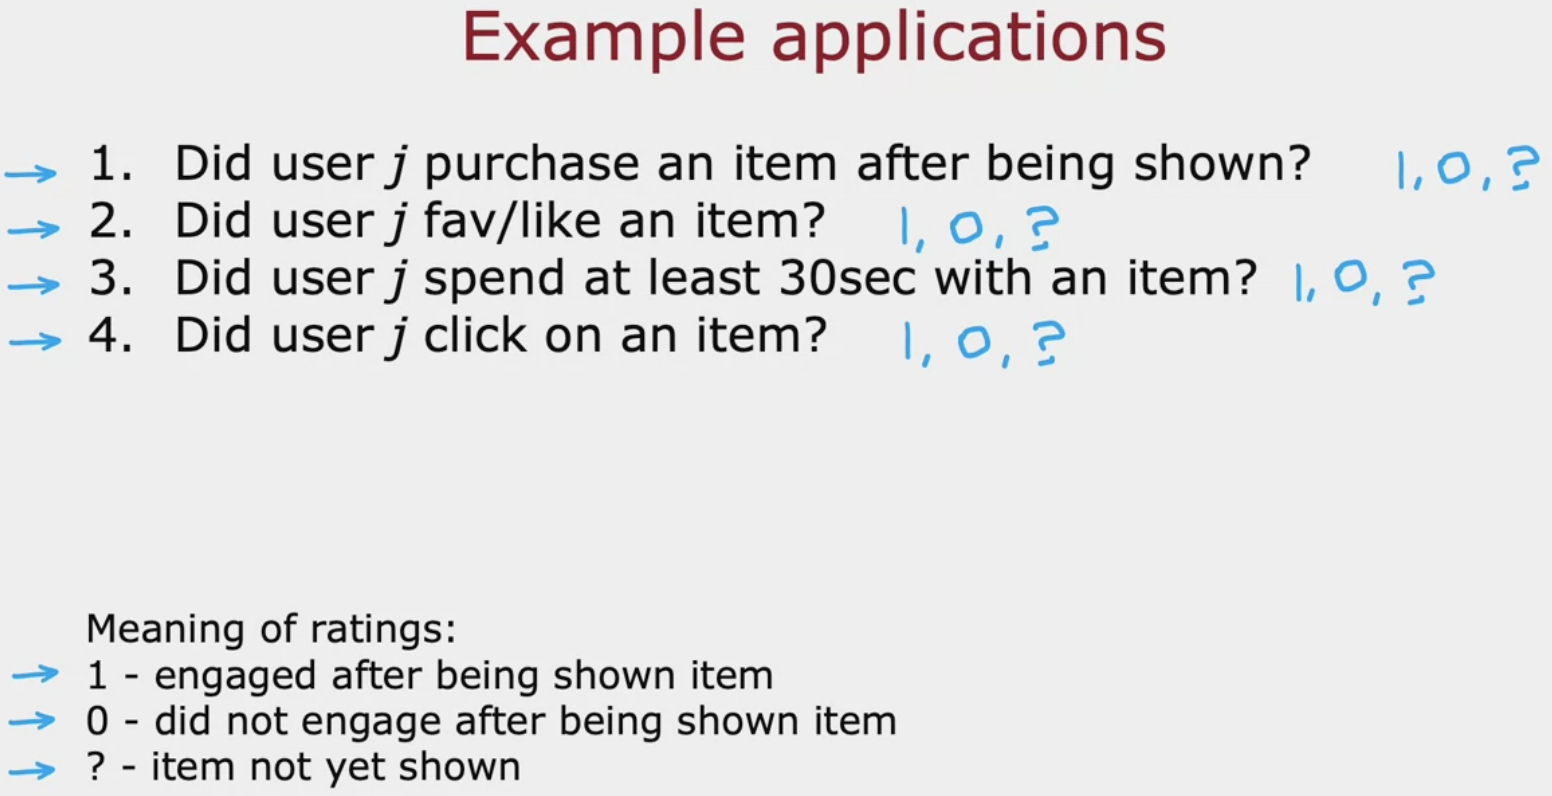 Example applications
→ 1. Did user j purchase an item after being shown? 1, 0, ?
→ 2. Did user j fav/like an item? 1, 0, ?
→ 3. Did user j spend at least 30sec with an item? 1, 0, ?
→ 4. Did user j click on an item? 1, 0, ?
Meaning of ratings:
→ 1 - engaged after being shown item
→ 0 - did not engage after being shown item
→ ? - item not yet shown